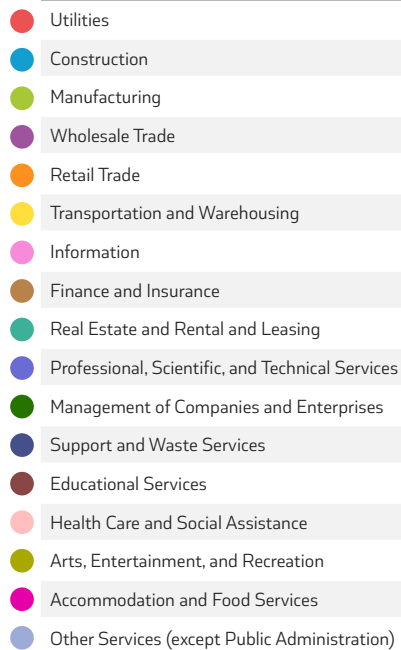 Utilities
Construction
Manufacturing
Wholesale Trade
Retail Trade
Transportation and Warehousing
Information
Finance and Insurance
Real Estate and Rental and Leasing
Professional, Scientific, and Technical Services
Management of Companies and Enterprises
Support and Waste Services
Educational Services
Health Care and Social Assistance
Arts, Entertainment, and Recreation
Accommodation and Food Services
Other Services (except Public Administration)